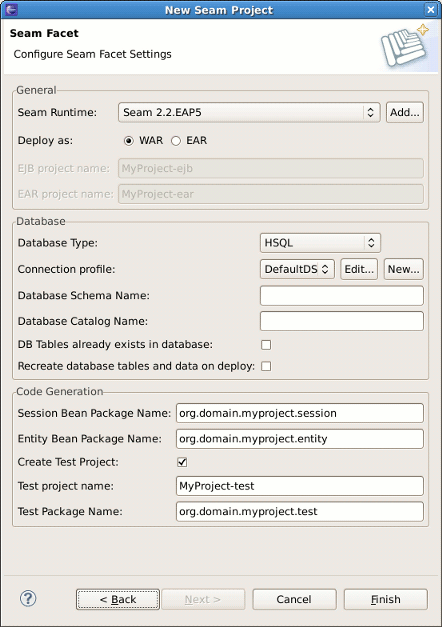 New Seam Project
Seam Facet
Configure Seam Facet Settings
General
Seam Runtime: Seam 2.2.EAP5 Add...
Deploy as: WAR EAR
EJB project name: MyProject-ejb
EAR project name: MyProject-ear
Database
Database Type: HSQL
Connection profile: DefaultDS Edit... New...
Database Schema Name:
Database Catalog Name:
DB Tables already exists in database:
Recreate database tables and data on deploy:
Code Generation
Session Bean Package Name: org.domain.myproject.session
Entity Bean Package Name: org.domain.myproject.entity
Create Test Project:
Test project name: MyProject-test
Test Package Name: org.domain.myproject.test
? < Back Next > Cancel Finish